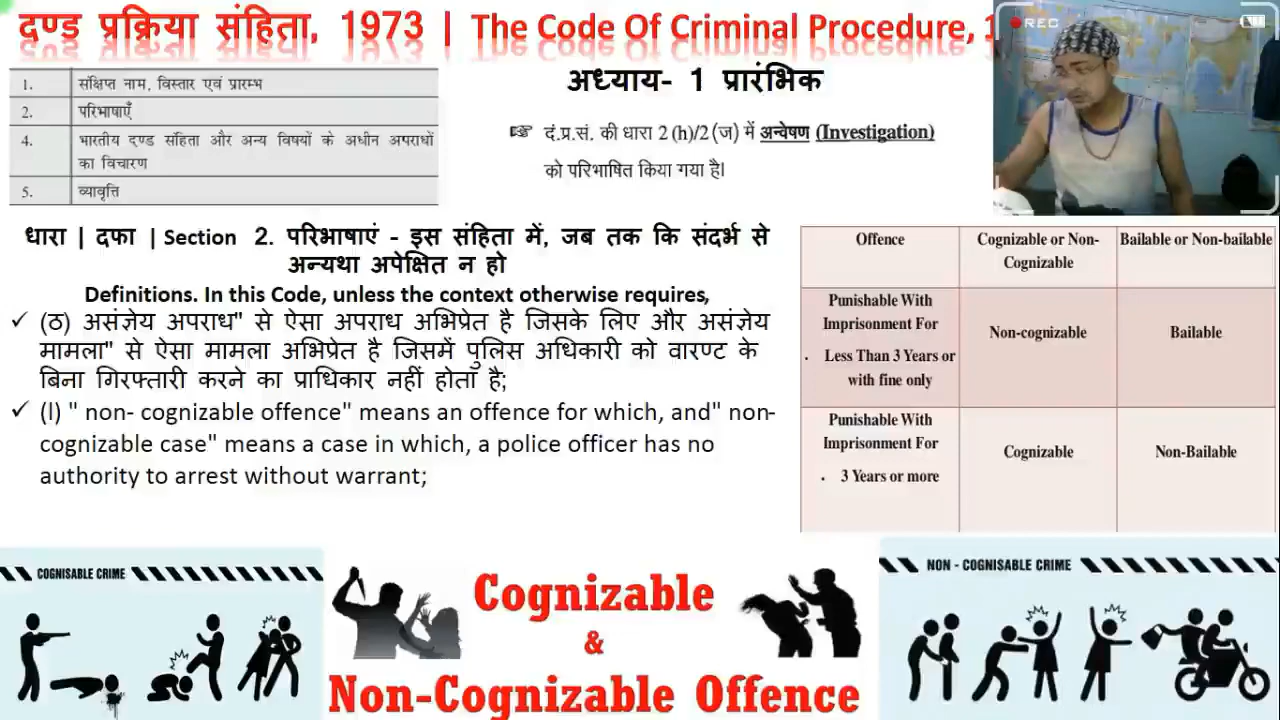 दण्ड प्रक्रिया संहिता, 1973 | The Code Of Criminal Procedure, 1
REC
1. संक्षिप्त नाम, विस्तार एवं प्रारम्भ
2. परिभाषाएँ
4. भारतीय दण्ड संहिता और अन्य विषयों के अधीन अपराधों
का विचारण
5. व्यावृत्ति
अध्याय- 1 प्रारंभिक
☞ दं.प्र.सं. की धारा 2 (h)/2 (ज) में अन्वेषण (Investigation)
को परिभाषित किया गया है।
धारा | दफा | Section 2. परिभाषाएं - इस संहिता में, जब तक कि संदर्भ से
अन्यथा अपेक्षित न हो
Definitions. In this Code, unless the context otherwise requires,
✓ (ठ) असंज्ञेय अपराध" से ऐसा अपराध अभिप्रेत है जिसके लिए और असंज्ञेय
मामला" से ऐसा मामला अभिप्रेत है जिसमें पुलिस अधिकारी को वारण्ट के
बिना गिरफ्तारी करने का प्राधिकार नहीं होता है;
✓ (l) " non- cognizable offence" means an offence for which, and" non-
cognizable case" means a case in which, a police officer has no
authority to arrest without warrant;
Offence Cognizable or Non- Bailable or Non-bailable
Cognizable
Punishable With
Imprisonment For Non-cognizable Bailable
. Less Than 3 Years or
with fine only
Punishable With
Imprisonment For Cognizable Non-Bailable
. 3 Years or more
COGNISABLE CRIME
Cognizable
&
Non-Cognizable Offence
NON - COGNISABLE CRIME